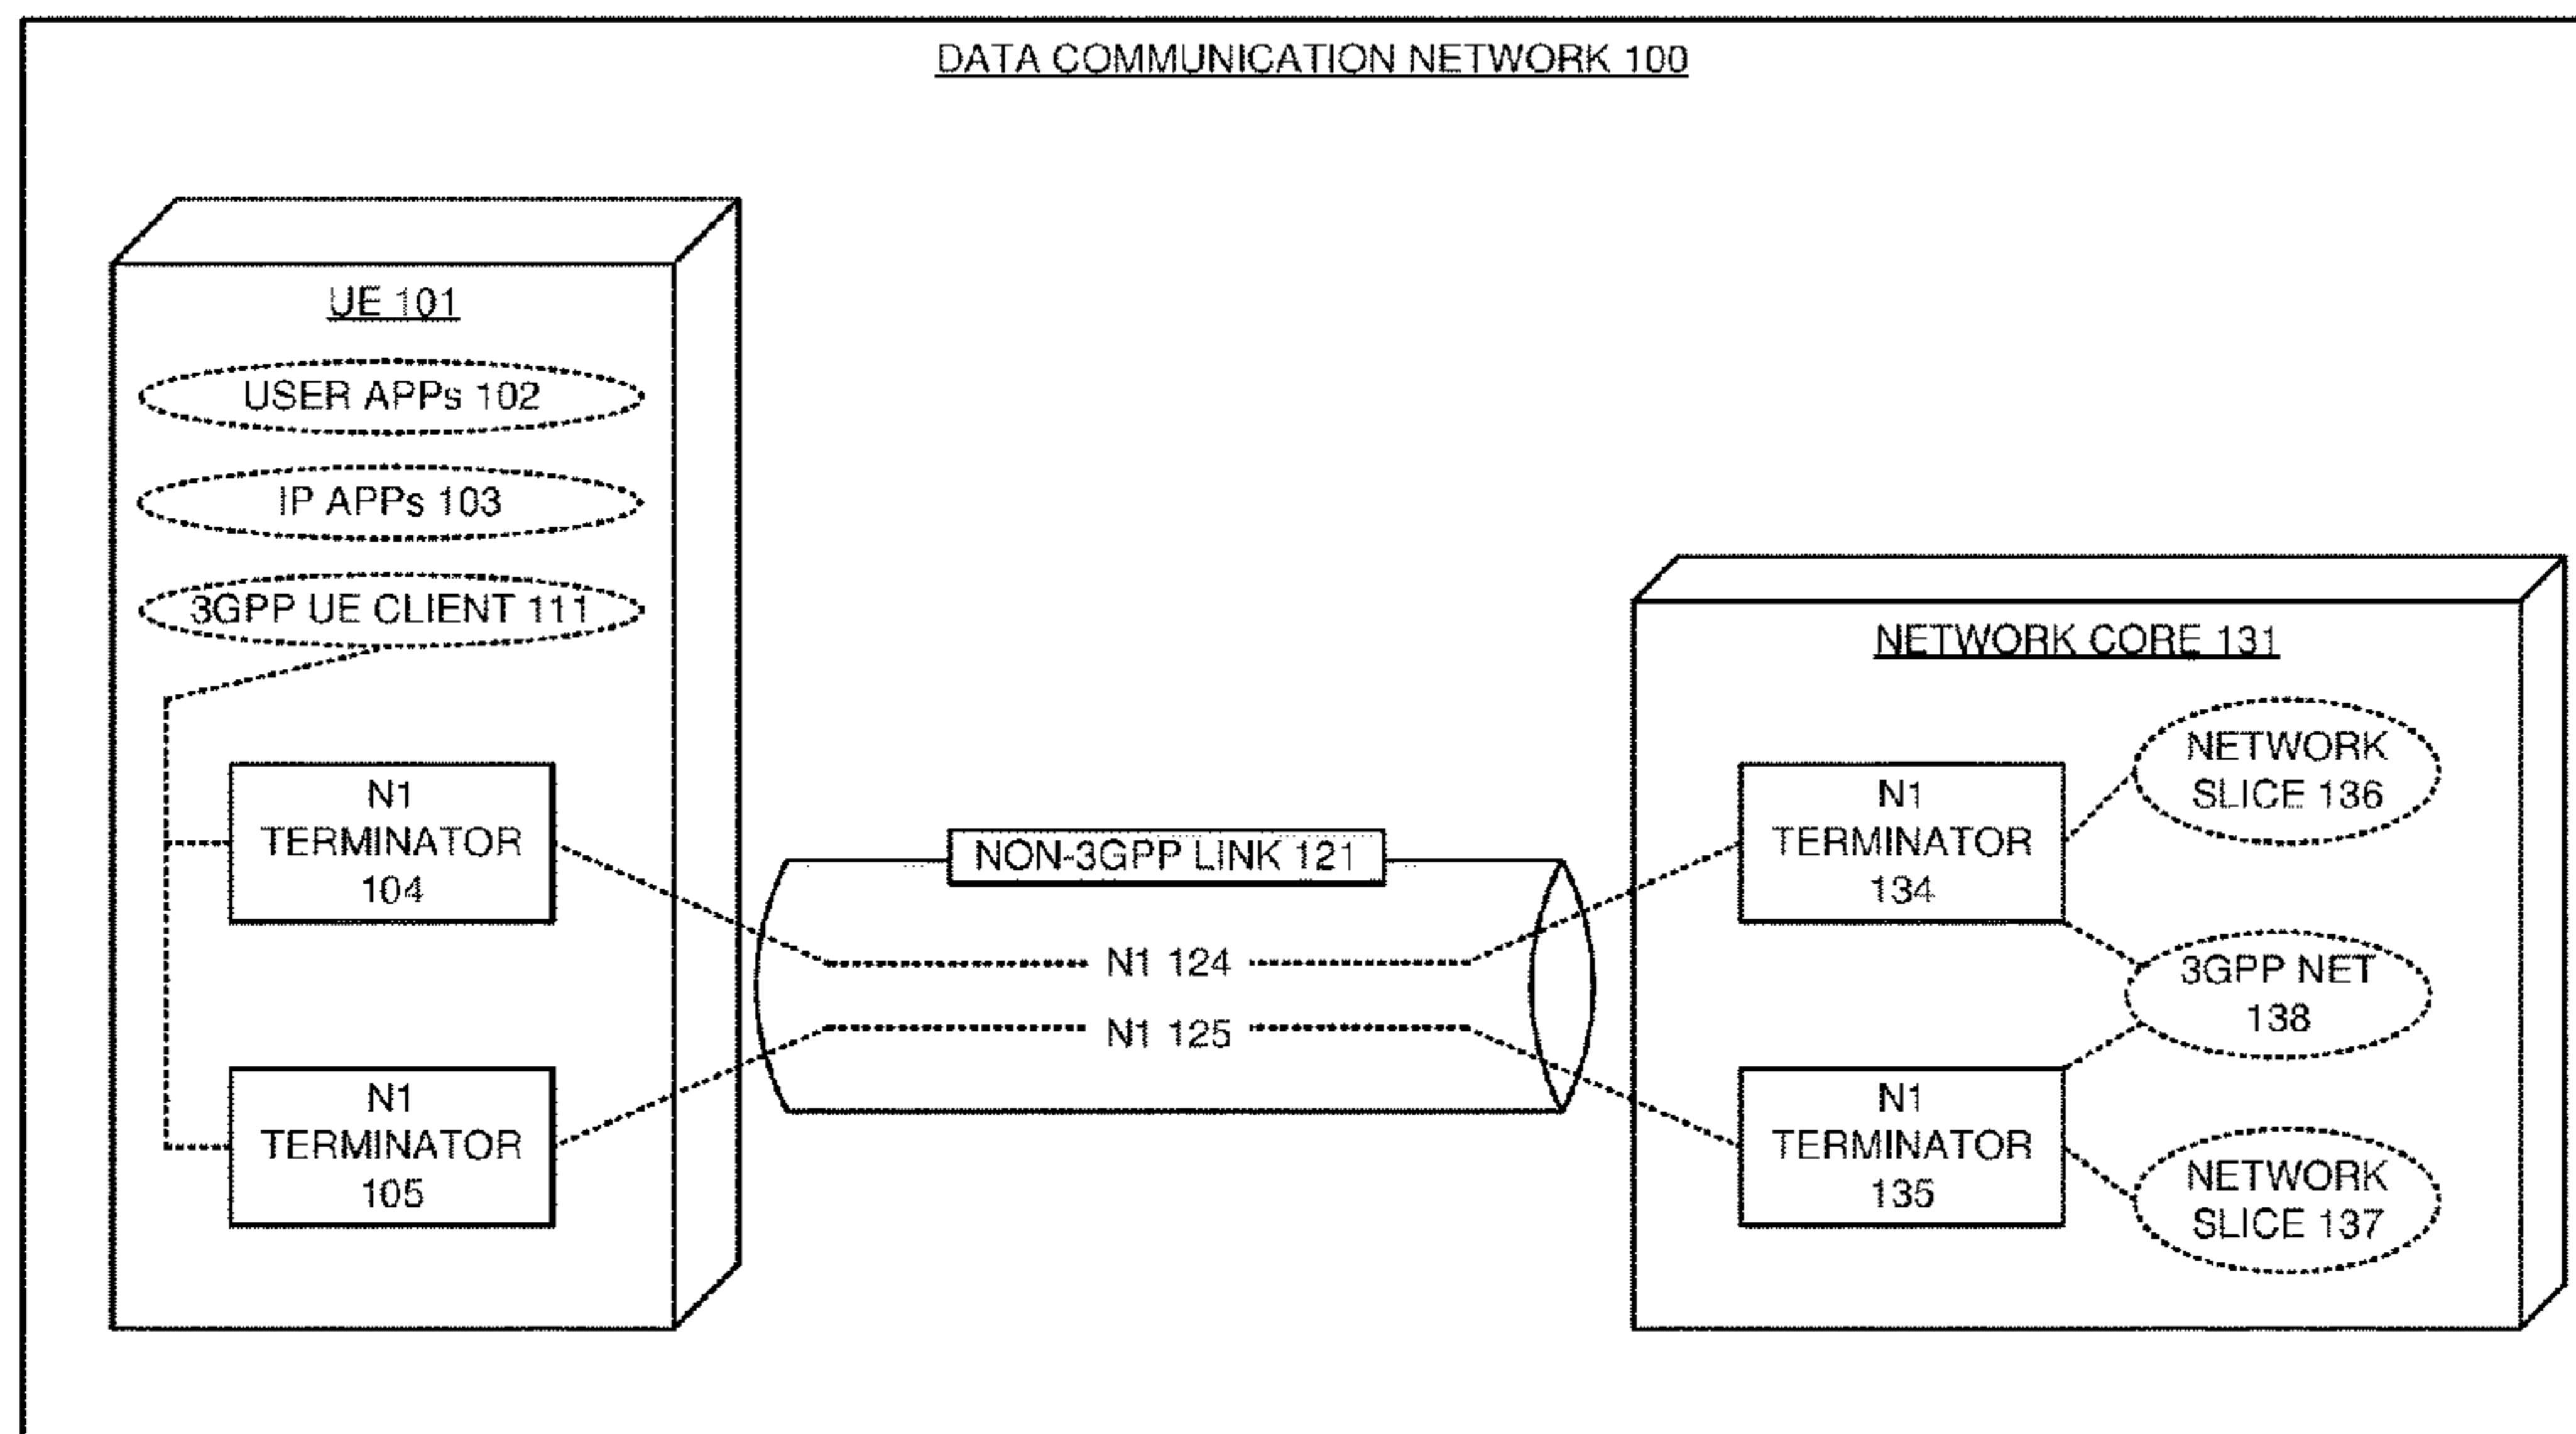 DATA COMMUNICATION NETWORK 100
UE 101
USER APPs 102
IP APPs 103
3GPP UE CLIENT 111
N1
TERMINATOR
104
N1
TERMINATOR
105
NON-3GPP LINK 121
N1 124
N1 125
NETWORK CORE 131
N1
TERMINATOR
134
NETWORK
SLICE 136
3GPP NET
138
N1
TERMINATOR
135
NETWORK
SLICE 137